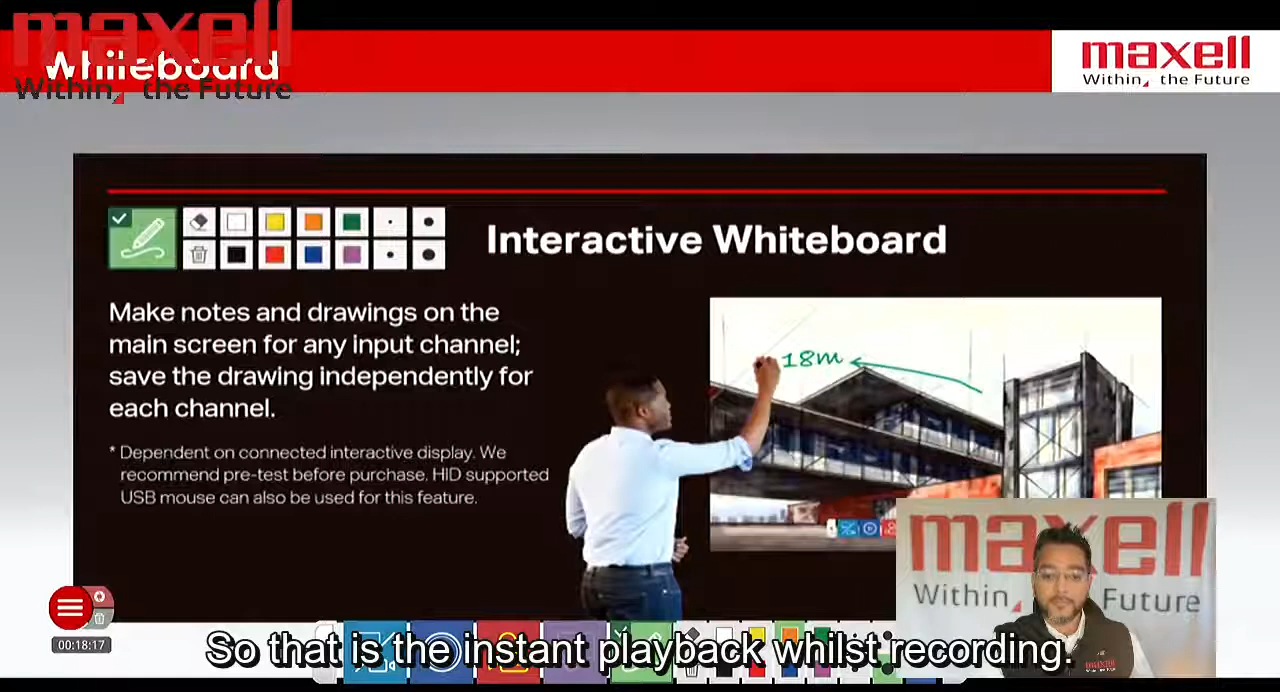 maxell
Within, the Future
Whiteboard
maxell
Within, the Future
Interactive Whiteboard
Make notes and drawings on the
main screen for any input channel;
save the drawing independently for
each channel.
* Dependent on connected interactive display. We
recommend pre-test before purchase. HID supported
USB mouse can also be used for this feature.
18m
maxell
Within, Future
maxell
00:18:17
So that is the instant playback whilst recording.